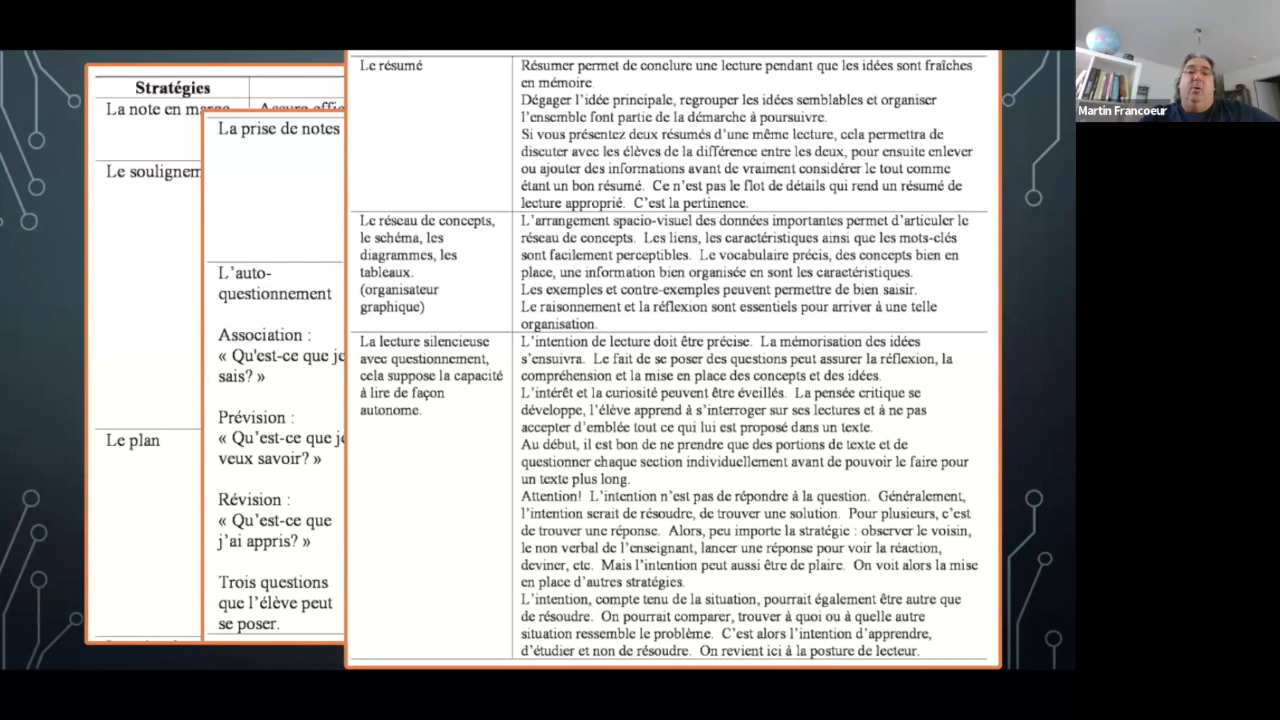 Stratégies
La note en marge Assure effic
Le soulignem
Le plan
La prise de notes
L'auto-
questionnement
Association :
« Qu'est-ce que je
sais? »
Prévision :
« Qu'est-ce que je
veux savoir? »
Révision :
« Qu'est-ce que
j'ai appris? »
Trois questions
que l'élève peut
se poser.
Le résumé
Résumer permet de conclure une lecture pendant que les idées sont fraîches
en mémoire.
Dégager l'idée principale, regrouper les idées semblables et organiser
l'ensemble font partie de la démarche à poursuivre.
Si vous présentez deux résumés d'une même lecture, cela permettra de
discuter avec les élèves de la différence entre les deux, pour ensuite enlever
ou ajouter des informations avant de vraiment considérer le tout comme
étant un bon résumé. Ce n'est pas le flot de détails qui rend un résumé de
lecture approprié. C'est la pertinence.
Le réseau de concepts,
le schéma, les
diagrammes, les
tableaux.
(organisateur
graphique)
L'arrangement spacio-visuel des données importantes permet d'articuler le
réseau de concepts. Les liens, les caractéristiques ainsi que les mots-clés
sont facilement perceptibles. Le vocabulaire précis, des concepts bien en
place, une information bien organisée en sont les caractéristiques.
Les exemples et contre-exemples peuvent permettre de bien saisir.
Le raisonnement et la réflexion sont essentiels pour arriver à une telle
organisation.
La lecture silencieuse
avec questionnement,
cela suppose la capacité
à lire de façon
autonome.
L'intention de lecture doit être précise. La mémorisation des idées
s'ensuivra. Le fait de se poser des questions peut assurer la réflexion, la
compréhension et la mise en place des concepts et des idées.
L'intérêt et la curiosité peuvent être éveillés. La pensée critique se
développe, l'élève apprend à s'interroger sur ses lectures et à ne pas
accepter d'emblée tout ce qui lui est proposé dans un texte.
Au début, il est bon de ne prendre que des portions de texte et de
questionner chaque section individuellement avant de pouvoir le faire pour
un texte plus long.
Attention! L'intention n'est pas de répondre à la question. Généralement,
l'intention serait de résoudre, de trouver une solution. Pour plusieurs, c'est
de trouver une réponse. Alors, peu importe la stratégie : observer le voisin,
le non verbal de l'enseignant, lancer une réponse pour voir la réaction,
deviner, etc. Mais l'intention peut aussi être de plaire. On voit alors la mise
en place d'autres stratégies.
L'intention, compte tenu de la situation, pourrait également être autre que
de résoudre. On pourrait comparer, trouver à quoi ou à quelle autre
situation ressemble le problème. C'est alors l'intention d'apprendre,
d'étudier et non de résoudre. On revient ici à la posture de lecteur.
Martin Francoeur